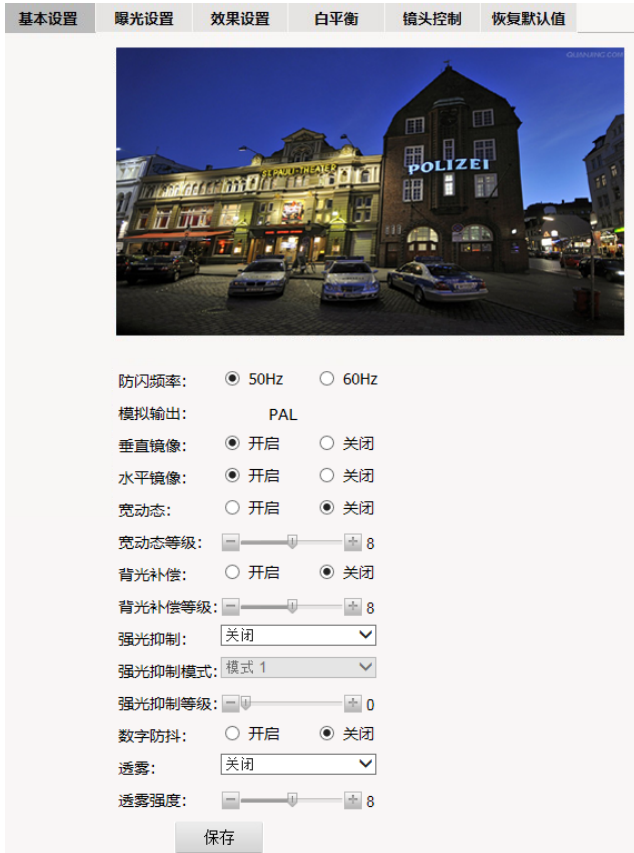 基本设置 曝光设置 效果设置 白平衡 镜头控制 恢复默认值
QUANJING.COM
ST.PAULI-THEATER
POLIZEI
防闪频率: 50Hz 60Hz
模拟输出: PAL
垂直镜像: 开启 关闭
水平镜像: 开启 关闭
宽动态: 开启 关闭
宽动态等级: 8
背光补偿: 开启 关闭
背光补偿等级: 8
强光抑制: 关闭
强光抑制模式: 模式 1
强光抑制等级: 0
数字防抖: 开启 关闭
透雾: 关闭
透雾强度: 8
保存